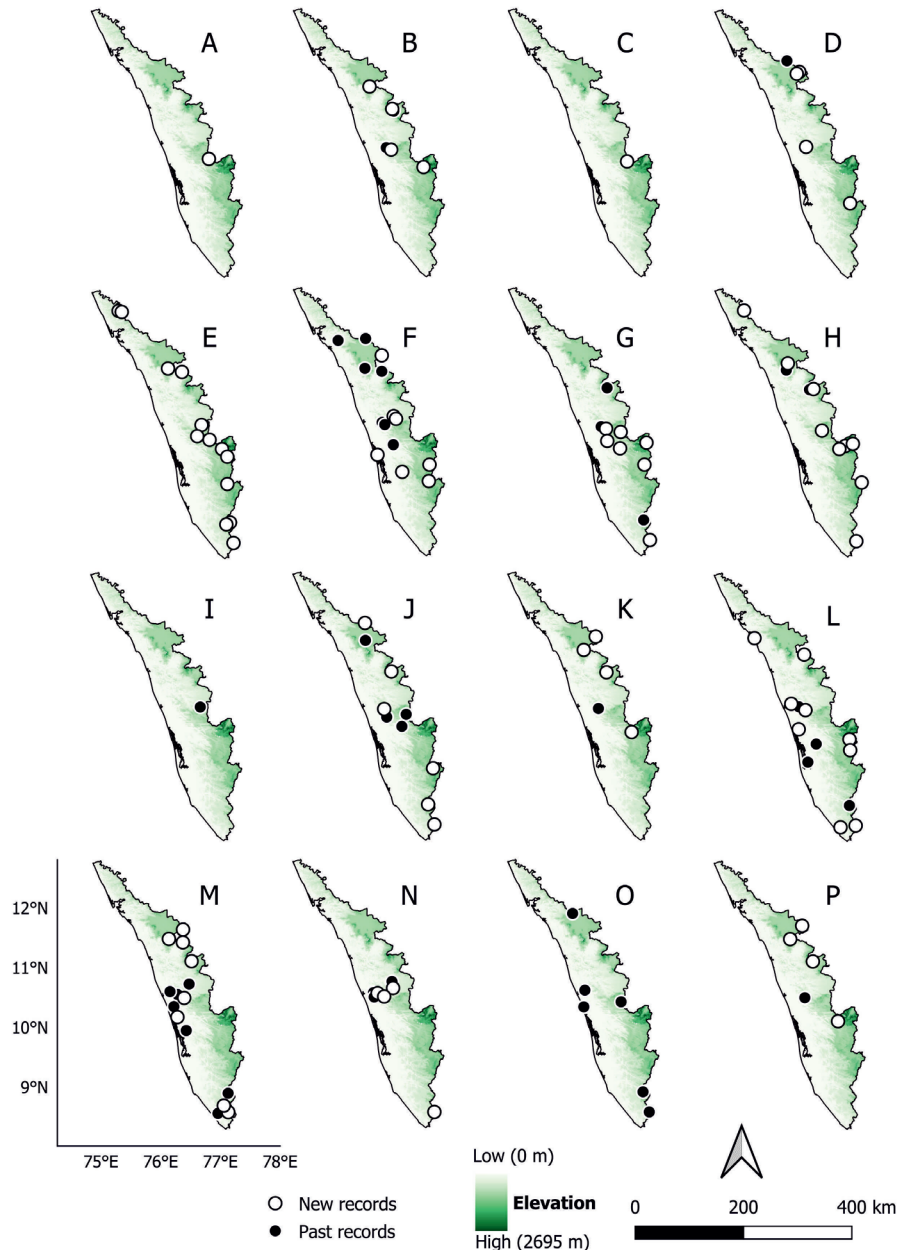 A B C D
E F G H
I J K L
M N O P
12°N
11°N
10°N
9°N
75°E 76°E 77°E 78°E
New records
Past records
Low (0 m)
Elevation
High (2695 m)
0 200 400 km